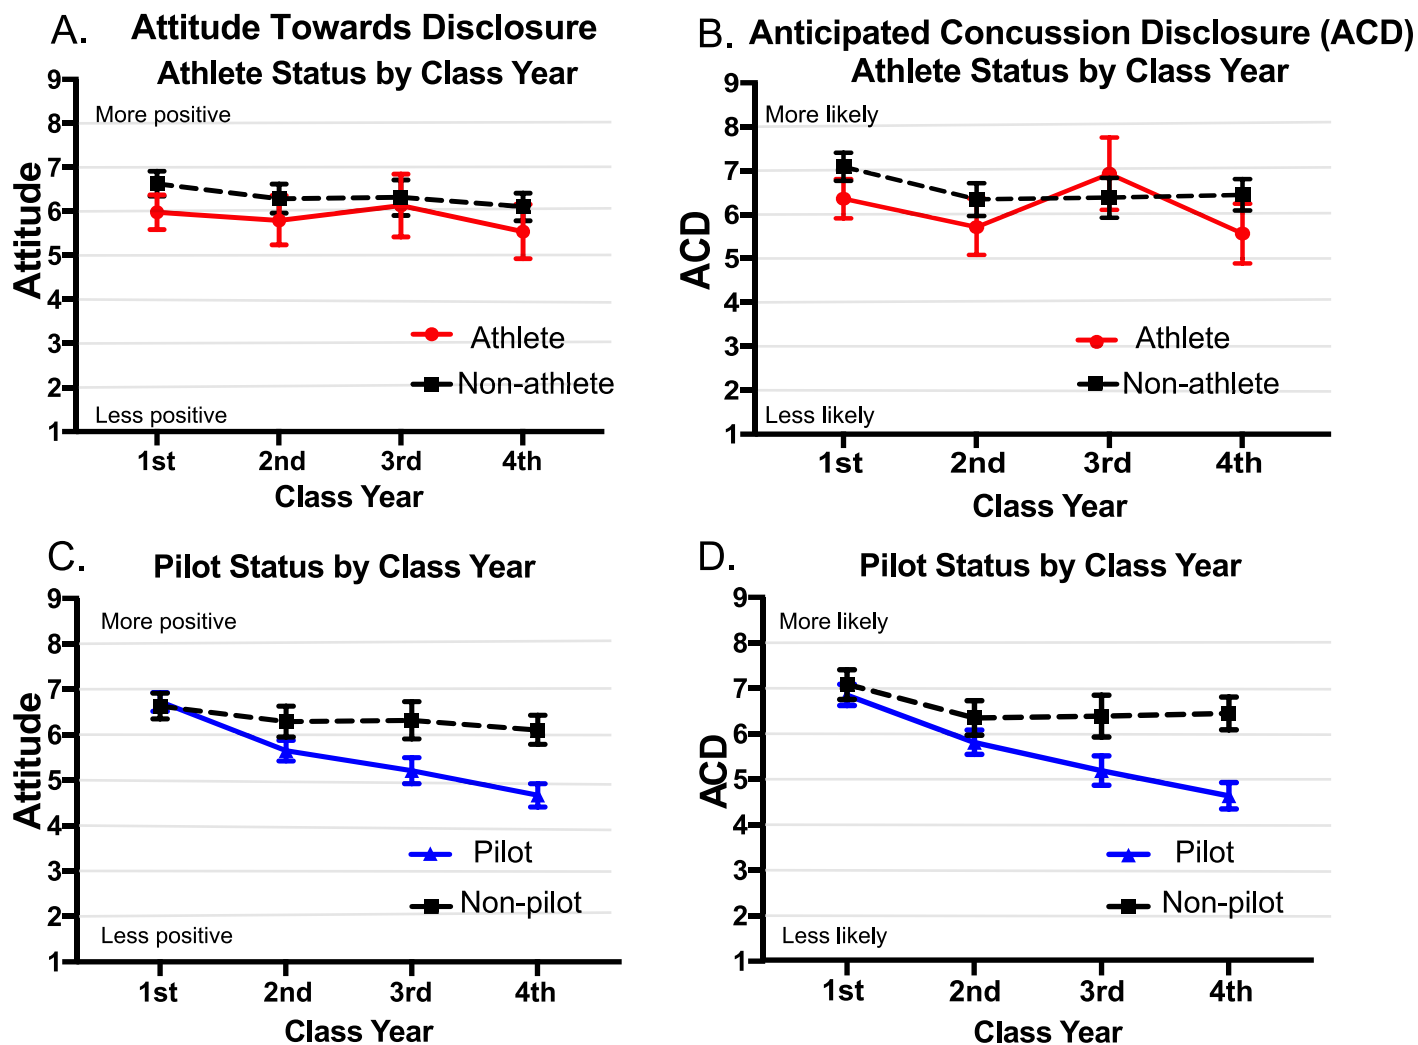 A. Attitude Towards Disclosure
Athlete Status by Class Year
9
More positive
8
7
6
5
4
3
2
Less positive
1
Attitude
Athlete
Non-athlete
1st 2nd 3rd 4th
Class Year
B. Anticipated Concussion Disclosure (ACD)
Athlete Status by Class Year
9
More likely
8
7
6
5
4
3
2
Less likely
1
ACD
Athlete
Non-athlete
1st 2nd 3rd 4th
Class Year
C. Pilot Status by Class Year
9
More positive
8
7
6
5
4
3
2
Less positive
1
Attitude
Pilot
Non-pilot
1st 2nd 3rd 4th
Class Year
D. Pilot Status by Class Year
9
More likely
8
7
6
5
4
3
2
Less likely
1
ACD
Pilot
Non-pilot
1st 2nd 3rd 4th
Class Year